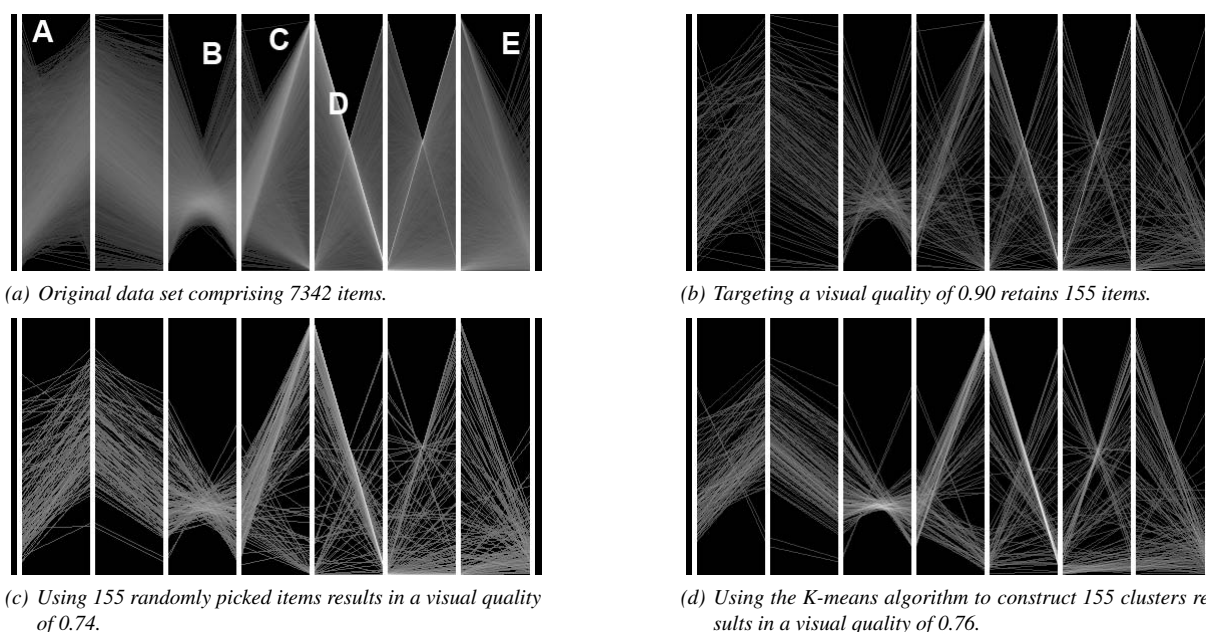 A
B
C
D
E
(a) Original data set comprising 7342 items.
(b) Targeting a visual quality of 0.90 retains 155 items.
(c) Using 155 randomly picked items results in a visual quality
of 0.74.
(d) Using the K-means algorithm to construct 155 clusters re
sults in a visual quality of 0.76.